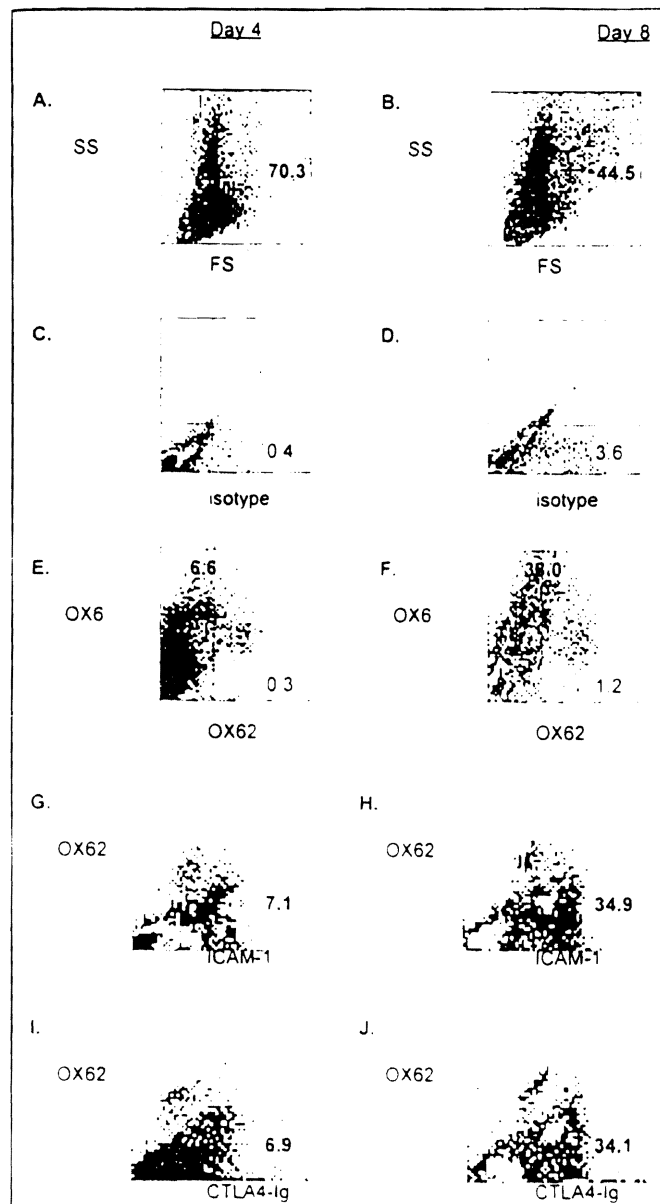 Day 4 Day 8
A. B.
SS 70.3 SS 44.5
FS FS
C. D.
0.4 3.6
Isotype Isotype
E. 6.6 F. 38.0
OX6 OX6
0.3 1.2
OX62 OX62
G. H.
OX62 OX62
7.1 34.9
ICAM-1 ICAM-1
I. J.
OX62 OX62
6.9 34.1
CTLA4-Ig CTLA4-Ig